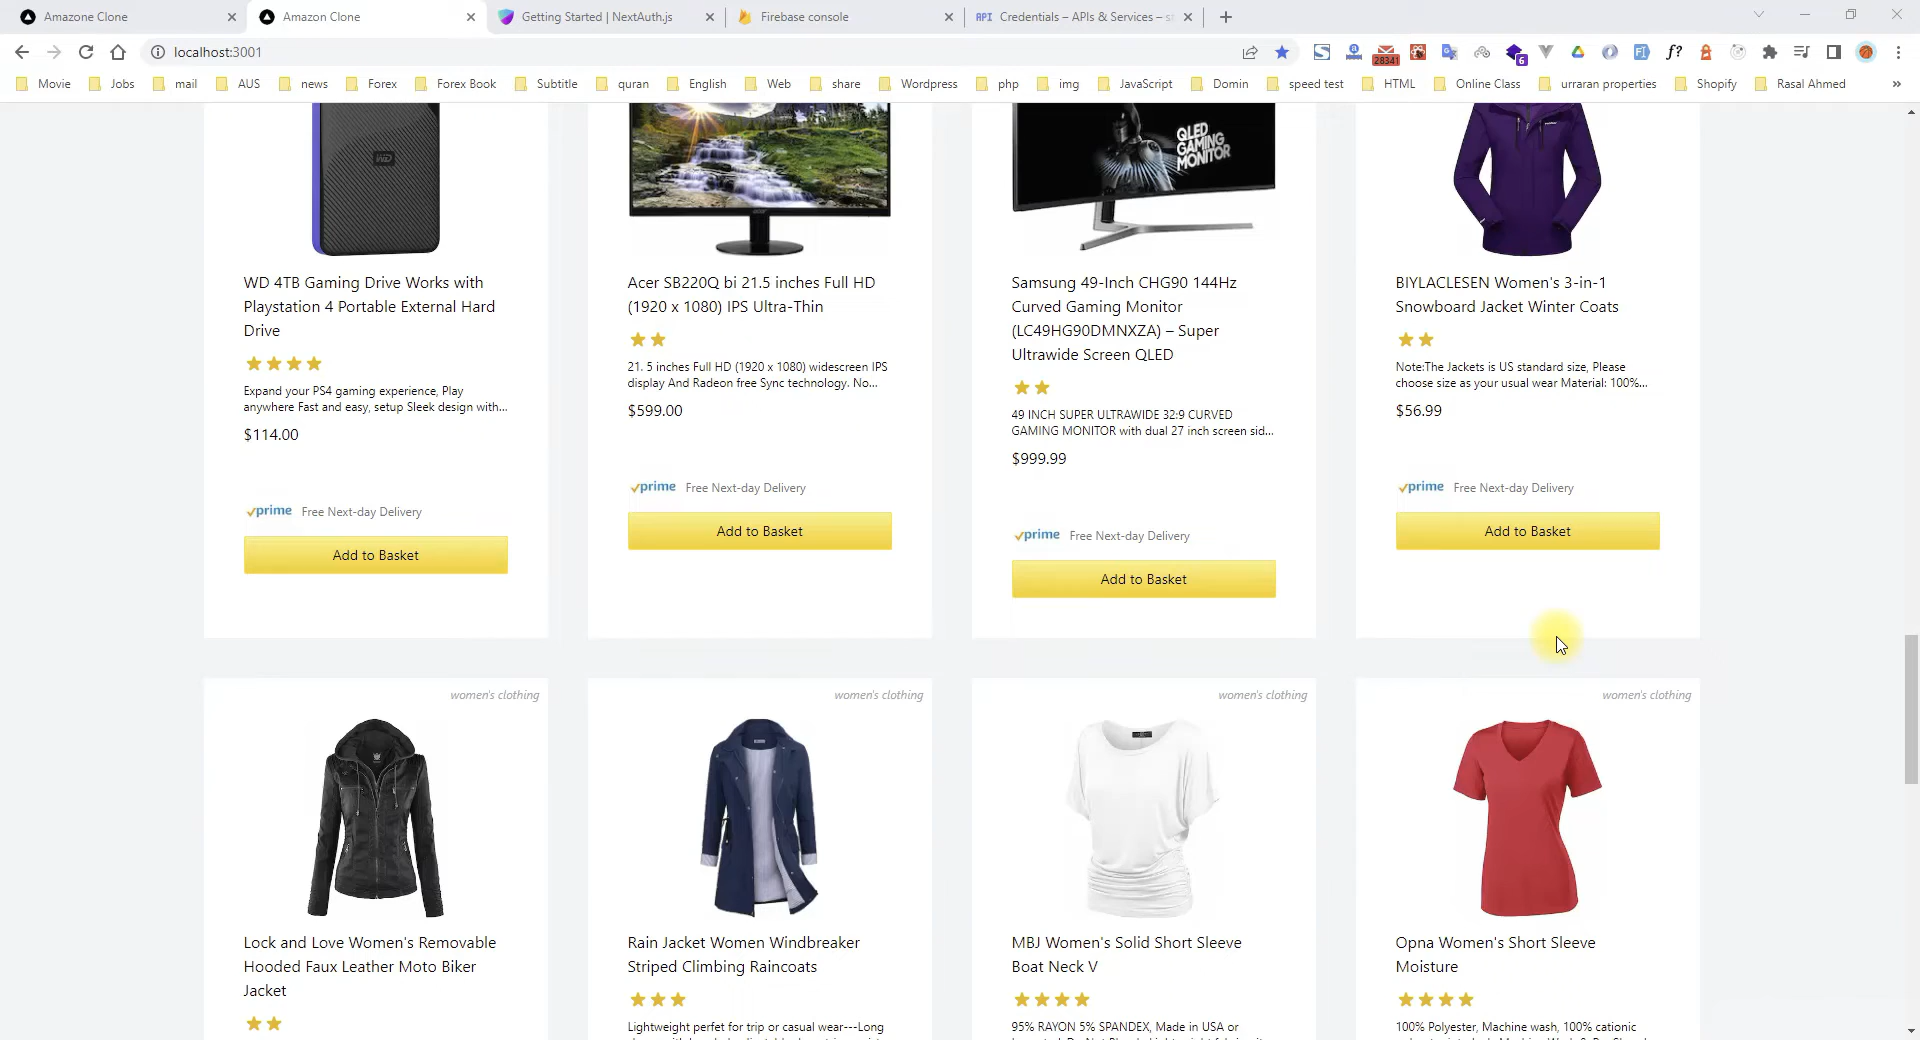 Amazone Clone
Amazon Clone
Getting Started | NextAuth.js
Firebase console
API Credentials – APIs & Services – s
localhost:3001
28341
6
f?
Movie Jobs mail AUS news Forex Forex Book Subtitle quran English Web share Wordpress php img JavaScript Domin speed test HTML Online Class urraran properties Shopify Rasal Ahmed »
WD
acer
QLED
GAMING
MONITOR
WD 4TB Gaming Drive Works with
Playstation 4 Portable External Hard
Drive
Expand your PS4 gaming experience, Play
anywhere Fast and easy, setup Sleek design with...
$114.00
prime Free Next-day Delivery
Add to Basket
Acer SB220Q bi 21.5 inches Full HD
(1920 x 1080) IPS Ultra-Thin
21. 5 inches Full HD (1920 x 1080) widescreen IPS
display And Radeon free Sync technology. No...
$599.00
prime Free Next-day Delivery
Add to Basket
Samsung 49-Inch CHG90 144Hz
Curved Gaming Monitor
(LC49HG90DMNXZA) – Super
Ultrawide Screen QLED
49 INCH SUPER ULTRAWIDE 32:9 CURVED
GAMING MONITOR with dual 27 inch screen sid...
$999.99
prime Free Next-day Delivery
Add to Basket
BIYLACLESEN Women's 3-in-1
Snowboard Jacket Winter Coats
Note:The Jackets is US standard size, Please
choose size as your usual wear Material: 100%...
$56.99
prime Free Next-day Delivery
Add to Basket
women's clothing
Lock and Love Women's Removable
Hooded Faux Leather Moto Biker
Jacket
women's clothing
Rain Jacket Women Windbreaker
Striped Climbing Raincoats
Lightweight perfet for trip or casual wear---Long
women's clothing
MBJ Women's Solid Short Sleeve
Boat Neck V
95% RAYON 5% SPANDEX, Made in USA or
women's clothing
Opna Women's Short Sleeve
Moisture
100% Polyester, Machine wash, 100% cationic